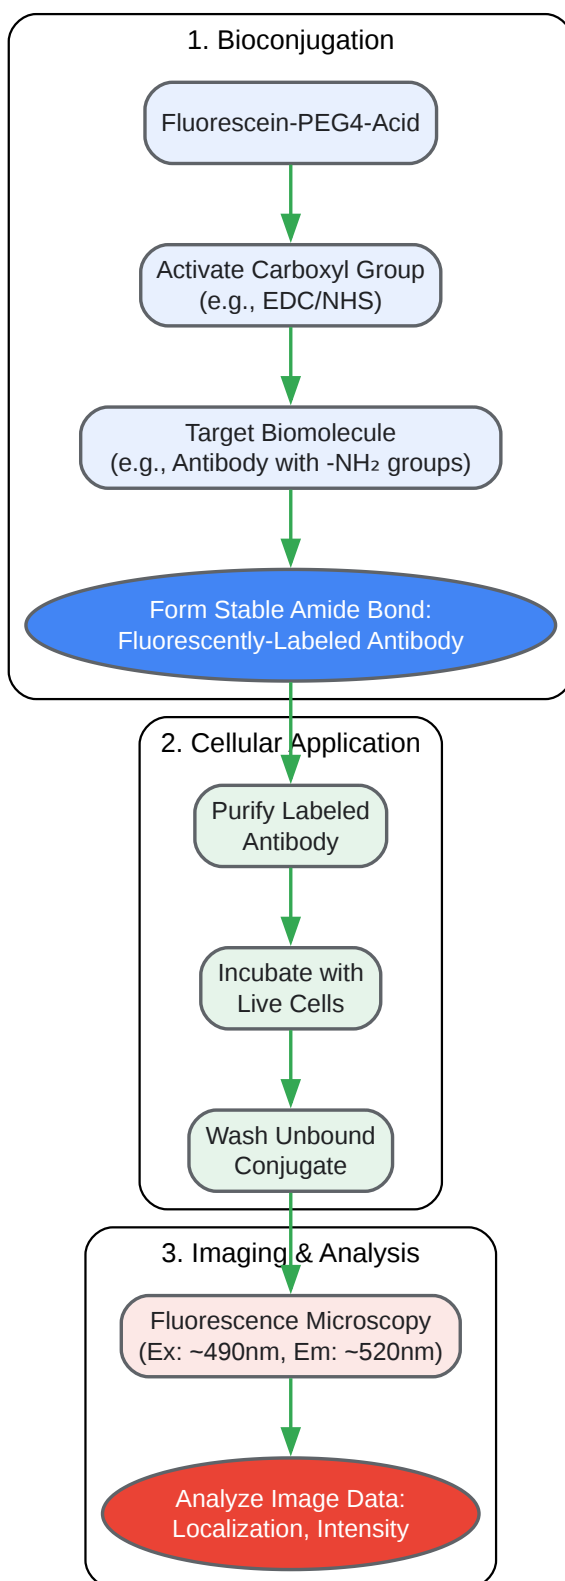 1. Bioconjugation
Fluorescein-PEG4-Acid
Activate Carboxyl Group
(e.g., EDC/NHS)
Target Biomolecule
(e.g., Antibody with -NH₂ groups)
Form Stable Amide Bond:
Fluorescently-Labeled Antibody
2. Cellular Application
Purify Labeled
Antibody
Incubate with
Live Cells
Wash Unbound
Conjugate
3. Imaging & Analysis
Fluorescence Microscopy
(Ex: ~490nm, Em: ~520nm)
Analyze Image Data:
Localization, Intensity